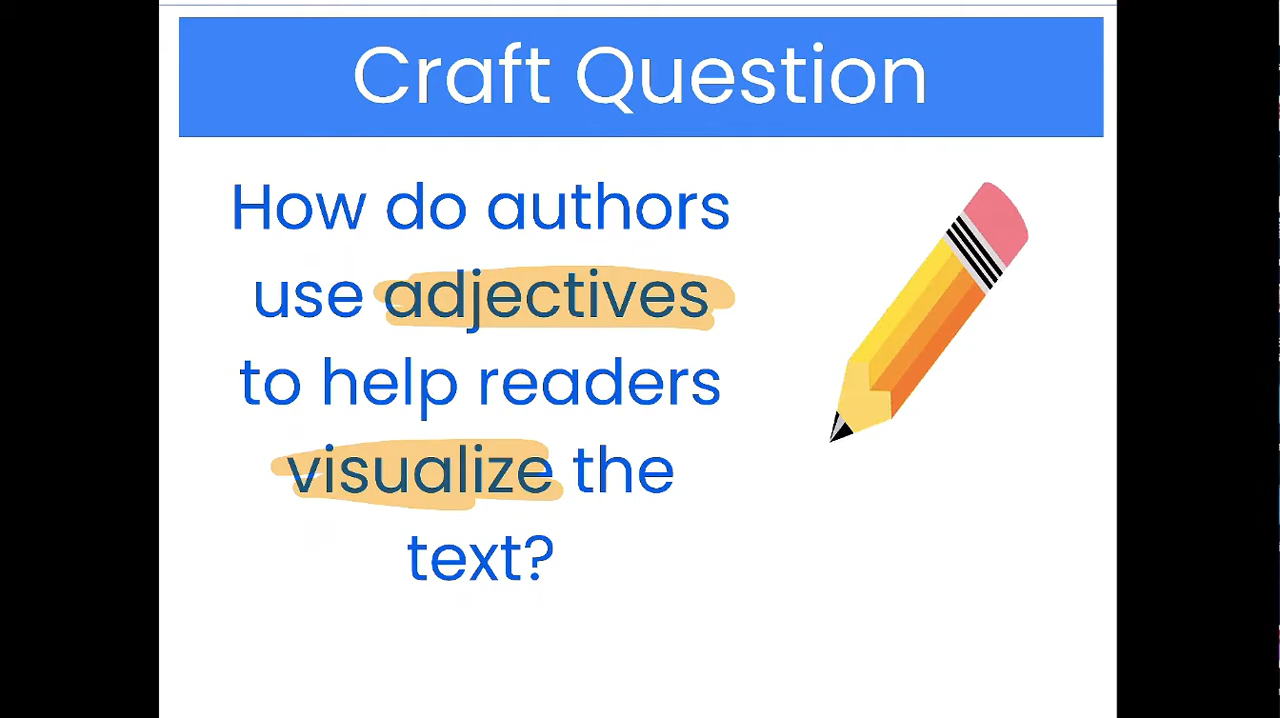 Craft Question
How do authors
use adjectives
to help readers
visualize the
text?